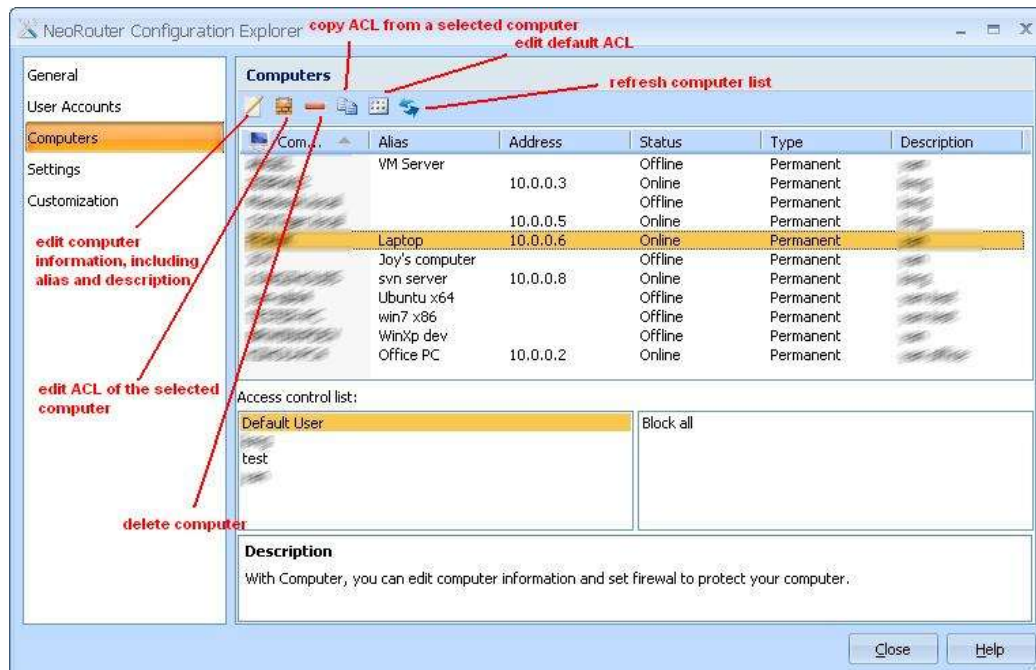 copy ACL from a selected computer
NeoRouter Configuration Explorer
edit default ACL
General
Computers
refresh computer list
User Accounts
Computers
Com... Alias Address Status Type Description
Settings
VM Server Offline Permanent
10.0.0.3 Online Permanent
Customization
Offline Permanent
10.0.0.5 Online Permanent
edit computer
information, including
alias and description
Laptop 10.0.0.6 Online Permanent
Joy's computer Offline Permanent
svn server 10.0.0.8 Online Permanent
Ubuntu x64 Offline Permanent
win7 x86 Offline Permanent
WinXp dev Offline Permanent
Office PC 10.0.0.2 Online Permanent
edit ACL of the selected
computer
Access control list:
Default User
Block all
test
delete computer
Description
With Computer, you can edit computer information and set firewal to protect your computer.
Close Help